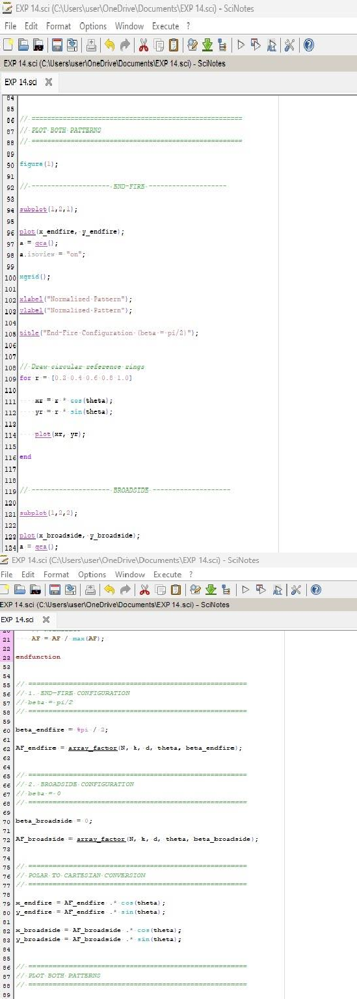 EXP 14.sci (C:\Users\user\OneDrive\Documents\EXP 14.sci) - SciNotes
File Edit Format Options Window Execute ?
EXP 14.sci (C:\Users\user\OneDrive\Documents\EXP 14.sci) - SciNotes
EXP 14.sci
84
85
86 // ======================================================
87 // PLOT BOTH PATTERNS
88 // ======================================================
89
90 figure(1);
91
92 // -------------------- END-FIRE --------------------
93
94 subplot(1,2,1);
95
96 plot(x_endfire, y_endfire);
97 a = gca();
98 a.isoview = "on";
99
100 xgrid();
101
102 xlabel("Normalized Pattern");
103 ylabel("Normalized Pattern");
104
105 title("End-Fire Configuration (beta = pi/2)");
106
107
108 // Draw circular reference rings
109 for r = [0.2 0.4 0.6 0.8 1.0]
110
111 xr = r * cos(theta);
112 yr = r * sin(theta);
113
114 plot(xr, yr);
115
116 end
117
118
119 // -------------------- BROADSIDE --------------------
120
121 subplot(1,2,2);
122
123 plot(x_broadside, y_broadside);
124 a = gca();
EXP 14.sci (C:\Users\user\OneDrive\Documents\EXP 14.sci) - SciNotes
File Edit Format Options Window Execute ?
EXP 14.sci (C:\Users\user\OneDrive\Documents\EXP 14.sci) - SciNotes
EXP 14.sci
20
21 AF = AF / max(AF);
22
23 endfunction
53
54
55 // ========================================================
56 // 1. END-FIRE CONFIGURATION
57 // beta = pi/2
58 // ========================================================
59
60 beta_endfire = %pi / 2;
61
62 AF_endfire = array_factor(N, k, d, theta, beta_endfire);
63
64
65 // ========================================================
66 // 2. BROADSIDE CONFIGURATION
67 // beta = 0
68 // ========================================================
69
70 beta_broadside = 0;
71
72 AF_broadside = array_factor(N, k, d, theta, beta_broadside);
73
74
75 // ========================================================
76 // POLAR TO CARTESIAN CONVERSION
77 // ========================================================
78
79 x_endfire = AF_endfire .* cos(theta);
80 y_endfire = AF_endfire .* sin(theta);
81
82 x_broadside = AF_broadside .* cos(theta);
83 y_broadside = AF_broadside .* sin(theta);
84
85
86 // ========================================================
87 // PLOT BOTH PATTERNS
88 // ========================================================
89